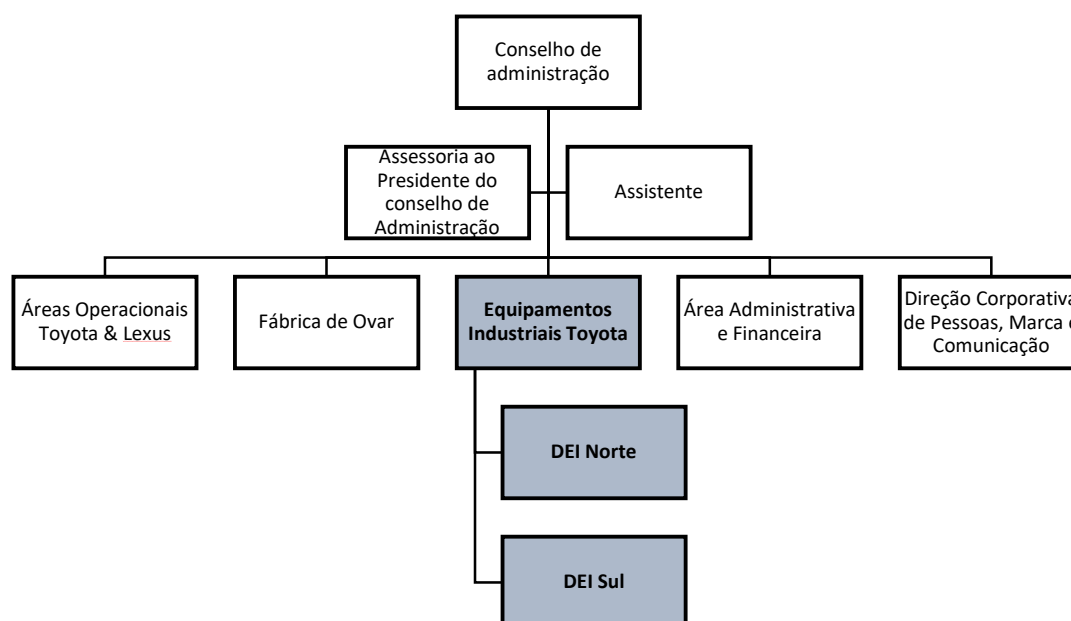 Conselho de
administração
Assessoria ao
Presidente do
conselho de
Administração
Assistente
Áreas Operacionais
Toyota & Lexus
Fábrica de Ovar
Equipamentos
Industriais Toyota
Área Administrativa
e Financeira
Direção Corporativa
de Pessoas, Marca e
Comunicação
DEI Norte
DEI Sul